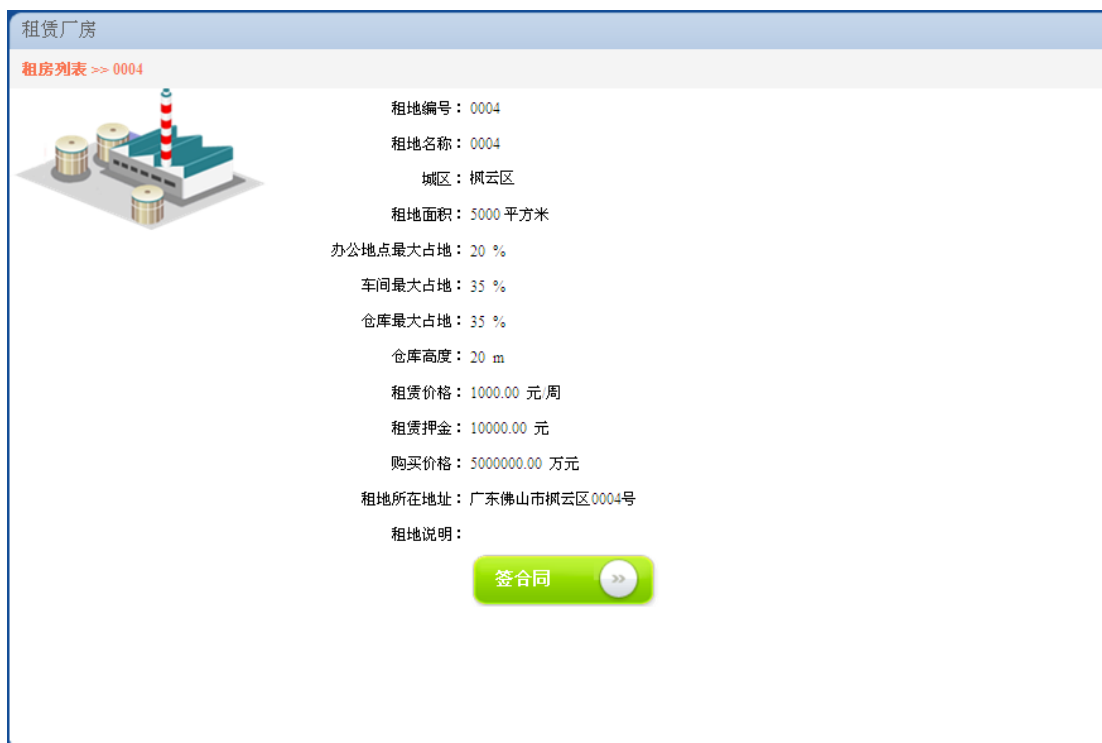 租赁厂房
租房列表 >> 0004
租地编号： 0004
租地名称： 0004
城区： 枫云区
租地面积： 5000 平方米
办公地点最大占地： 20 %
车间最大占地： 35 %
仓库最大占地： 35 %
仓库高度： 20 m
租赁价格： 1000.00 元/周
租赁押金： 10000.00 元
购买价格： 5000000.00 万元
租地所在地址： 广东佛山市枫云区0004号
租地说明：
签合同 »